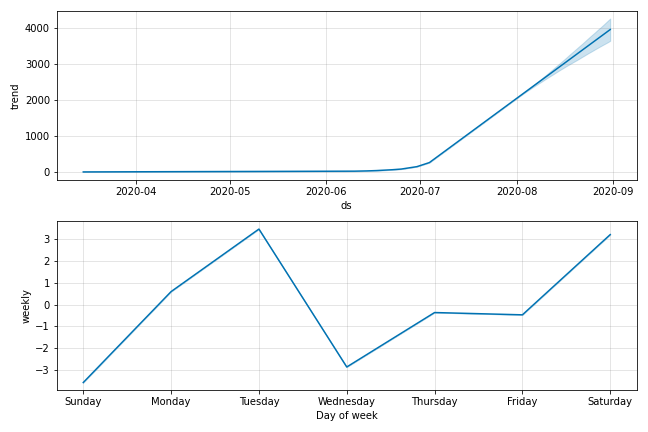 trend
4000
3000
2000
1000
0
2020-04 2020-05 2020-06 2020-07 2020-08 2020-09
ds
weekly
3
2
1
0
−1
−2
−3
Sunday Monday Tuesday Wednesday Thursday Friday Saturday
Day of week